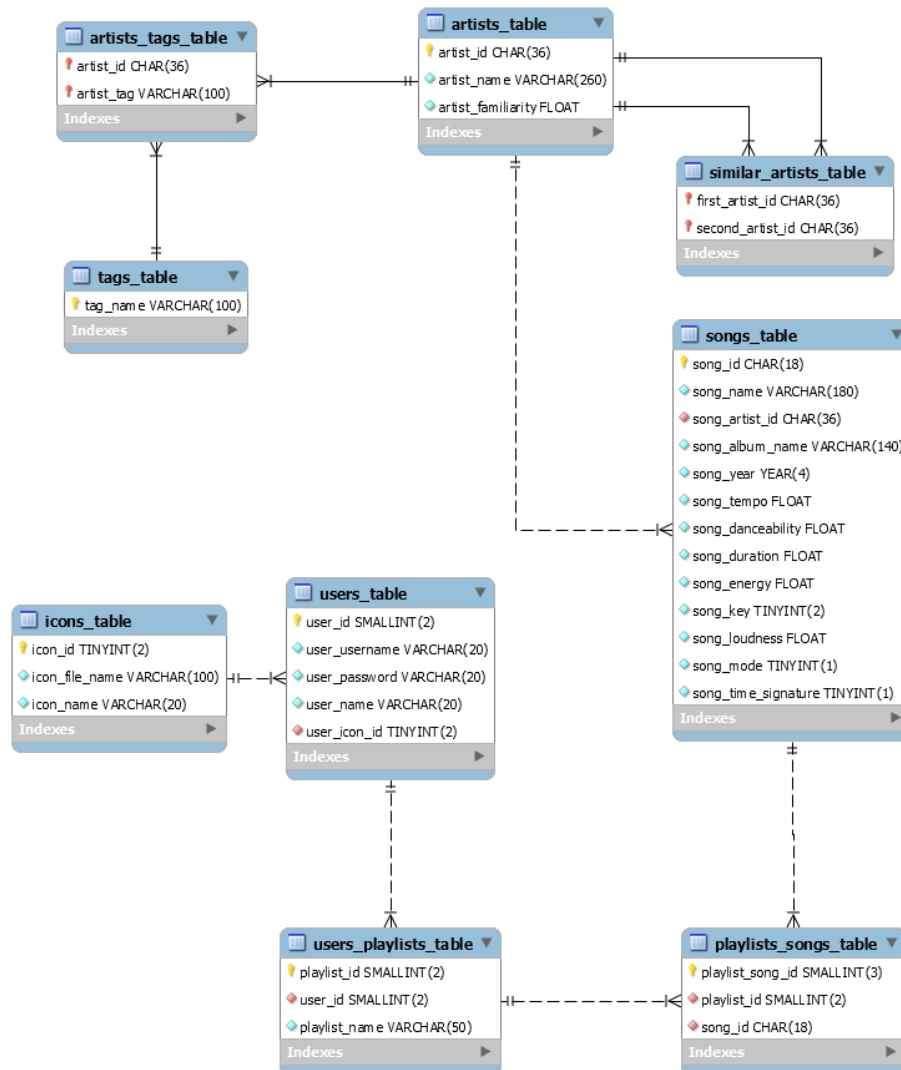 artists_tags_table
artist_id CHAR(36)
artist_tag VARCHAR(100)
Indexes
artists_table
artist_id CHAR(36)
artist_name VARCHAR(260)
artist_familiarity FLOAT
Indexes
similar_artists_table
first_artist_id CHAR(36)
second_artist_id CHAR(36)
Indexes
tags_table
tag_name VARCHAR(100)
Indexes
songs_table
song_id CHAR(18)
song_name VARCHAR(180)
song_artist_id CHAR(36)
song_album_name VARCHAR(140)
song_year YEAR(4)
song_tempo FLOAT
song_danceability FLOAT
song_duration FLOAT
song_energy FLOAT
song_key TINYINT(2)
song_loudness FLOAT
song_mode TINYINT(1)
song_time_signature TINYINT(1)
Indexes
icons_table
icon_id TINYINT(2)
icon_file_name VARCHAR(100)
icon_name VARCHAR(20)
Indexes
users_table
user_id SMALLINT(2)
user_username VARCHAR(20)
user_password VARCHAR(20)
user_name VARCHAR(20)
user_icon_id TINYINT(2)
Indexes
users_playlists_table
playlist_id SMALLINT(2)
user_id SMALLINT(2)
playlist_name VARCHAR(50)
Indexes
playlists_songs_table
playlist_song_id SMALLINT(3)
playlist_id SMALLINT(2)
song_id CHAR(18)
Indexes